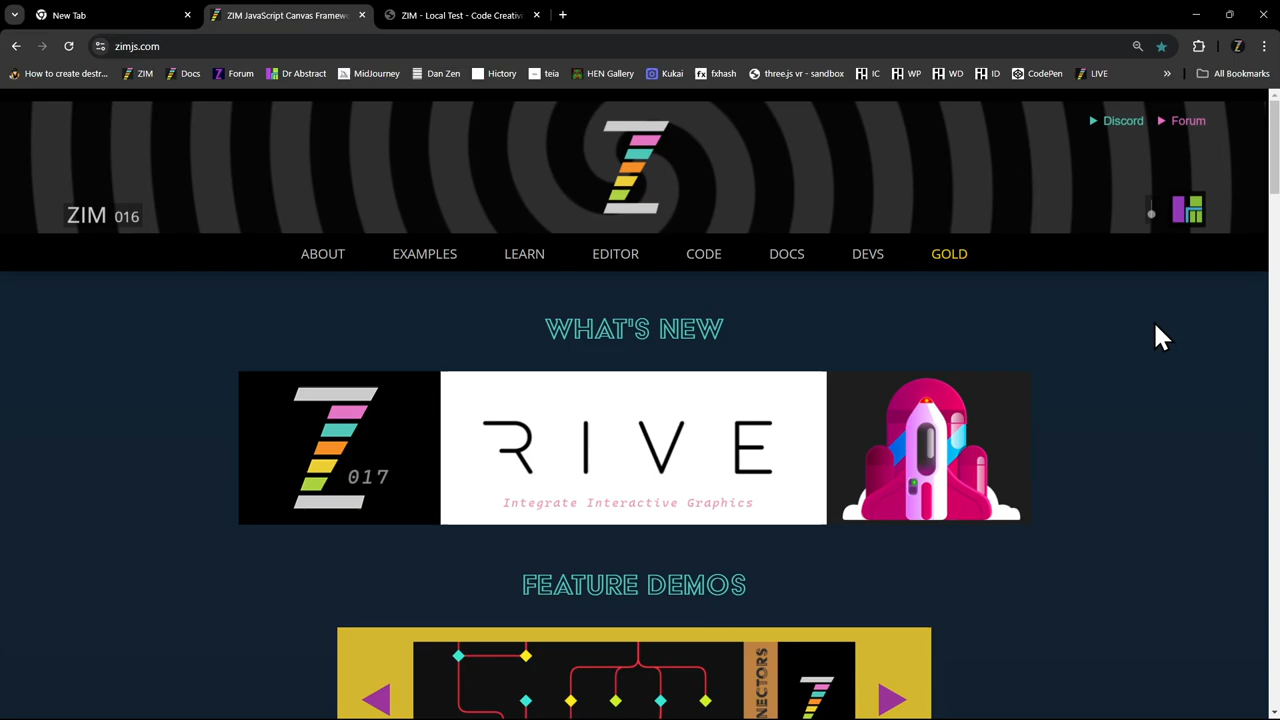 New Tab
ZIM JavaScript Canvas Framewo
ZIM - Local Test - Code Creativ
zimjs.com
How to create destr...
ZIM
Docs
Forum
Dr Abstract
MidJourney
Dan Zen
Hictory
teia
HEN Gallery
Kukai
fxhash
three.js vr - sandbox
IC
WP
WD
ID
CodePen
LIVE
»
All Bookmarks
Discord
Forum
ZIM 016
ABOUT
EXAMPLES
LEARN
EDITOR
CODE
DOCS
DEVS
GOLD
WHAT'S NEW
017
RIVE
Integrate Interactive Graphics
FEATURE DEMOS
NECTORS